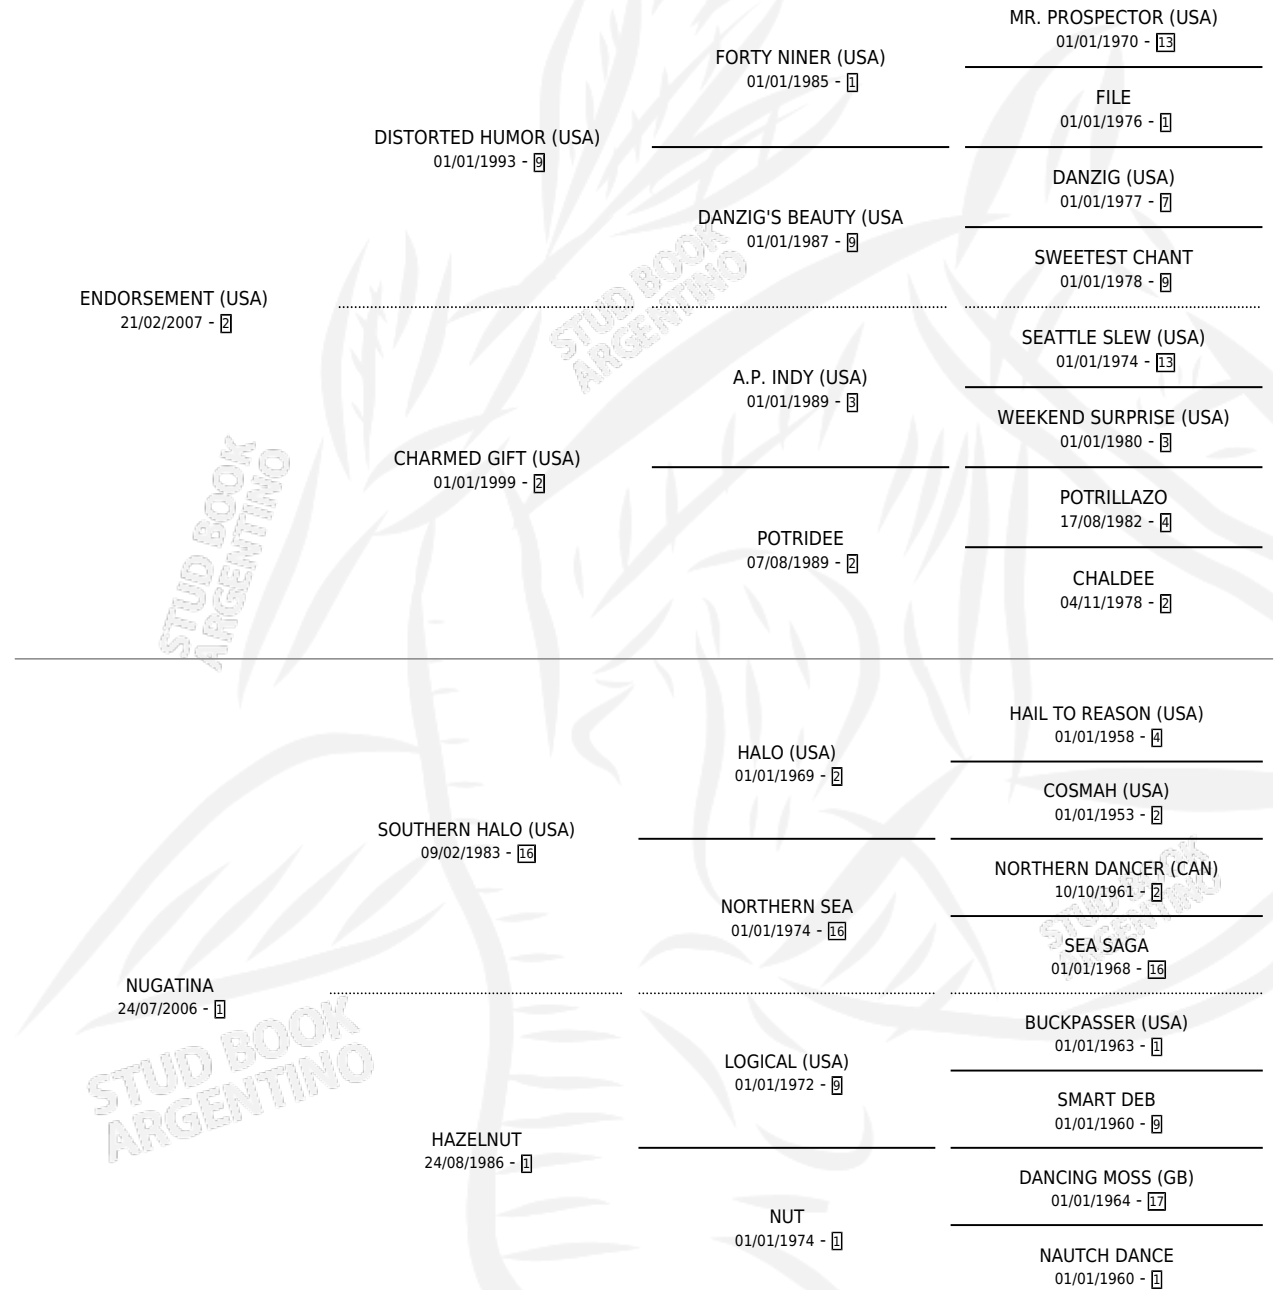 MR. PROSPECTOR (USA)
01/01/1970 - 13
FORTY NINER (USA)
01/01/1985 - 1
FILE
01/01/1976 - 1
DISTORTED HUMOR (USA)
01/01/1993 - 9
DANZIG (USA)
01/01/1977 - 7
DANZIG'S BEAUTY (USA
01/01/1987 - 9
SWEETEST CHANT
01/01/1978 - 9
ENDORSEMENT (USA)
21/02/2007 - 2
STUD BOOK
ARGENTINO
SEATTLE SLEW (USA)
01/01/1974 - 13
A.P. INDY (USA)
01/01/1989 - 3
WEEKEND SURPRISE (USA)
01/01/1980 - 3
CHARMED GIFT (USA)
01/01/1999 - 2
POTRILLAZO
17/08/1982 - 4
POTRIDEE
07/08/1989 - 2
CHALDEE
04/11/1978 - 2
STUD BOOK
ARGENTINO
HAIL TO REASON (USA)
01/01/1958 - 4
HALO (USA)
01/01/1969 - 2
COSMAH (USA)
01/01/1953 - 2
SOUTHERN HALO (USA)
09/02/1983 - 16
NORTHERN DANCER (CAN)
10/10/1961 - 2
NORTHERN SEA
01/01/1974 - 16
STUD BOOK
ARGENTINO
SEA SAGA
01/01/1968 - 16
NUGATINA
24/07/2006 - 1
STUD BOOK
ARGENTINO
BUCKPASSER (USA)
01/01/1963 - 1
LOGICAL (USA)
01/01/1972 - 9
SMART DEB
01/01/1960 - 9
HAZELNUT
24/08/1986 - 1
DANCING MOSS (GB)
01/01/1964 - 17
NUT
01/01/1974 - 1
NAUTCH DANCE
01/01/1960 - 1